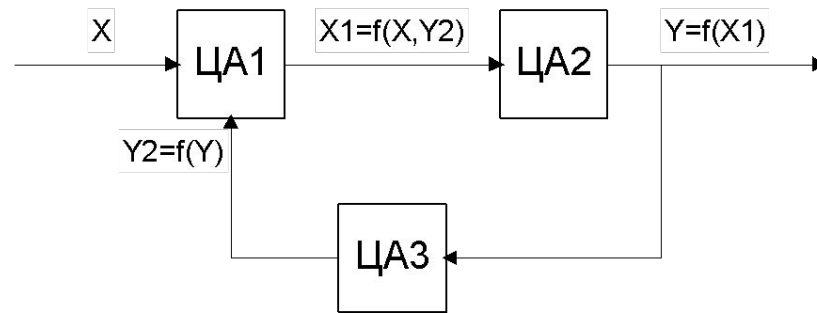 X
X1=f(X,Y2)
Y=f(X1)
ЦА1
ЦА2
Y2=f(Y)
ЦА3